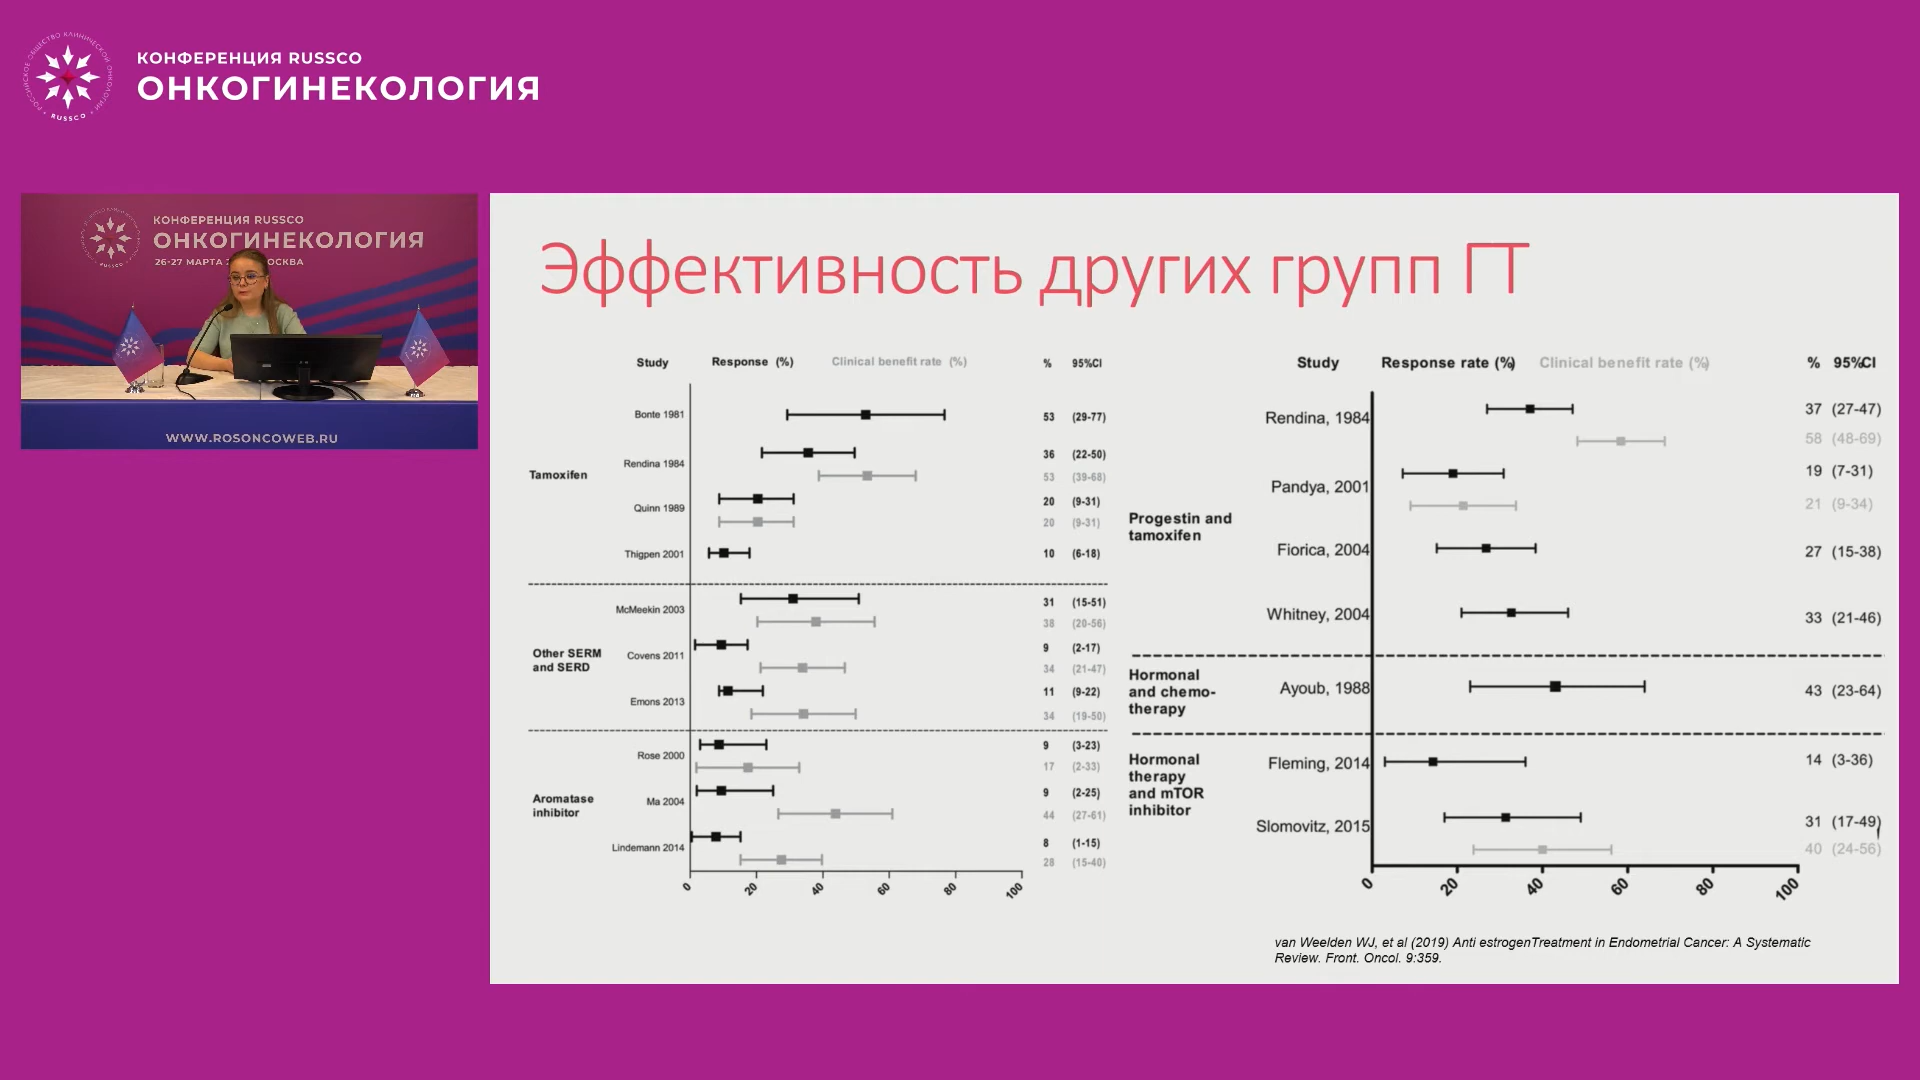 КОНФЕРЕНЦИЯ RUSSCO
ОНКОГИНЕКОЛОГИЯ
РОССИЙСКОЕ ОБЩЕСТВО КЛИНИЧЕСКОЙ ОНКОЛОГИИ
RUSSCO
КОНФЕРЕНЦИЯ RUSSCO
ОНКОГИНЕКОЛОГИЯ
26-27 МАРТА
WWW.ROSONCOWEB.RU
Эффективность других групп ГТ
Study Response (%) Clinical benefit rate (%) % 95%CI
Tamoxifen
Bonte 1981 53 (29-77)
Rendina 1984 36 (22-50)
53 (39-68)
Quinn 1989 20 (9-31)
20 (9-31)
Thigpen 2001 10 (6-18)
Other SERM
and SERD
McMeekin 2003 31 (15-51)
38 (20-56)
Covens 2011 9 (2-17)
34 (21-47)
Emons 2013 11 (9-22)
34 (19-50)
Aromatase
inhibitor
Rose 2000 9 (3-23)
17 (2-33)
Ma 2004 9 (2-25)
44 (27-61)
Lindemann 2014 8 (1-15)
28 (15-40)
0 20 40 60 80 100
Study Response rate (%) Clinical benefit rate (%) % 95%CI
Progestin and
tamoxifen
Rendina, 1984 37 (27-47)
58 (48-69)
Pandya, 2001 19 (7-31)
21 (9-34)
Fiorica, 2004 27 (15-38)
Whitney, 2004 33 (21-46)
Hormonal
and chemo-
therapy
Ayoub, 1988 43 (23-64)
Hormonal
therapy
and mTOR
inhibitor
Fleming, 2014 14 (3-36)
Slomovitz, 2015 31 (17-49)
40 (24-56)
0 20 40 60 80 100
van Weelden WJ, et al (2019) Anti estrogenTreatment in Endometrial Cancer: A Systematic
Review. Front. Oncol. 9:359.